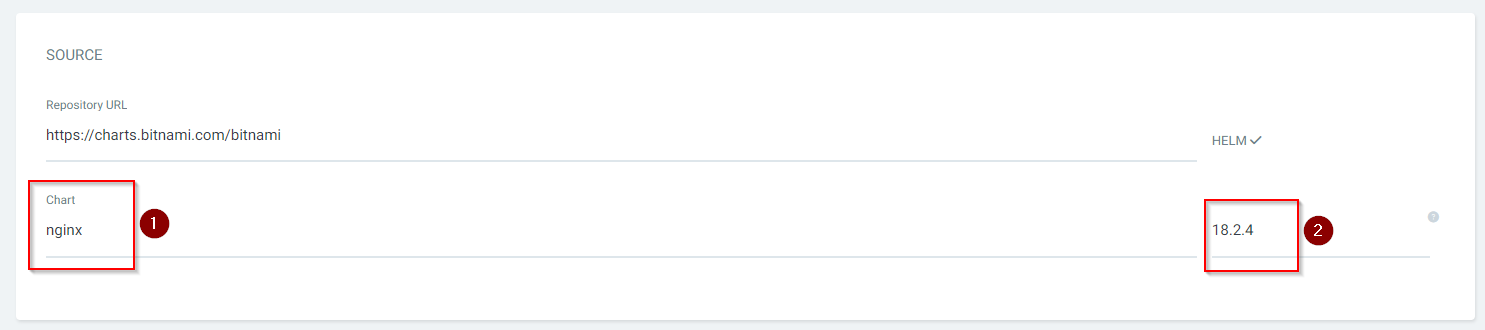 SOURCE
Repository URL
https://charts.bitnami.com/bitnami
HELM
Chart
nginx
1
18.2.4
2
?